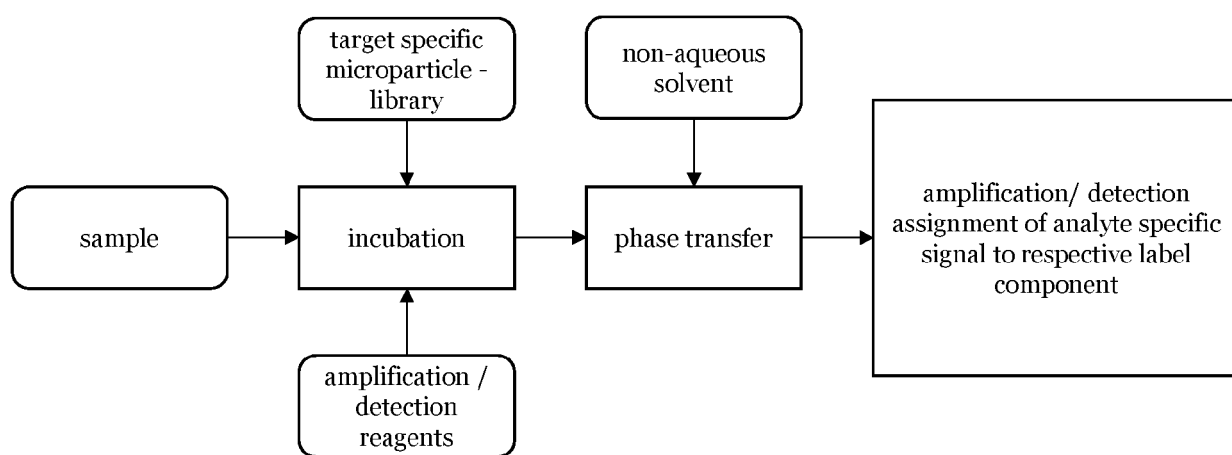 target specific
microparticle -
library
non-aqueous
solvent
sample
incubation
phase transfer
amplification/ detection
assignment of analyte specific
signal to respective label
component
amplification /
detection
reagents